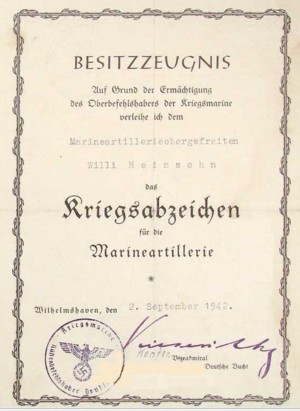 BESITZZEUGNIS
Auf Grund der Ermächtigung
des Oberbefehlshabers der Kriegsmarine
verleihe ich dem
Marineartillerieobergefreiten
Willi Heinsohn
das
Kriegsabzeichen
für die
Marineartillerie
Wilhelmshaven, den 2. September 1942.
Kriegsmarine
Vizeadmiral
Deutsche Bucht